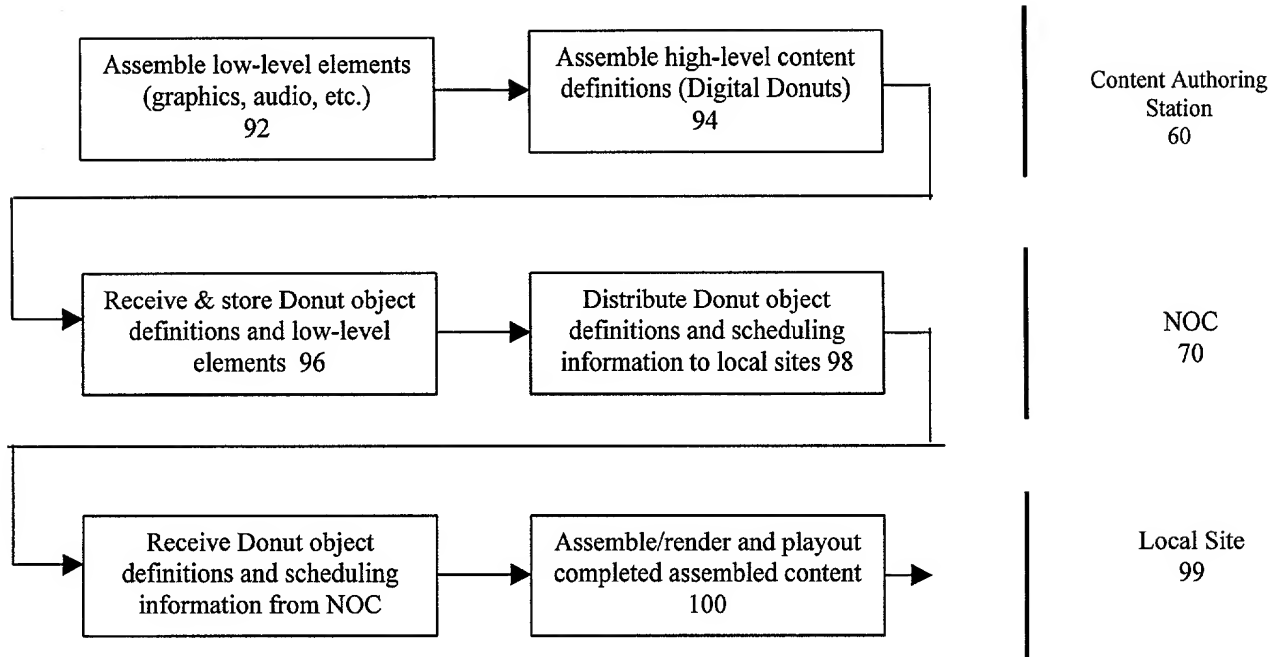 Assemble low-level elements
(graphics, audio, etc.)
92
Assemble high-level content
definitions (Digital Donuts)
94
Content Authoring
Station
60
Receive & store Donut object
definitions and low-level
elements 96
Distribute Donut object
definitions and scheduling
information to local sites 98
NOC
70
Receive Donut object
definitions and scheduling
information from NOC
Assemble/render and playout
completed assembled content
100
Local Site
99